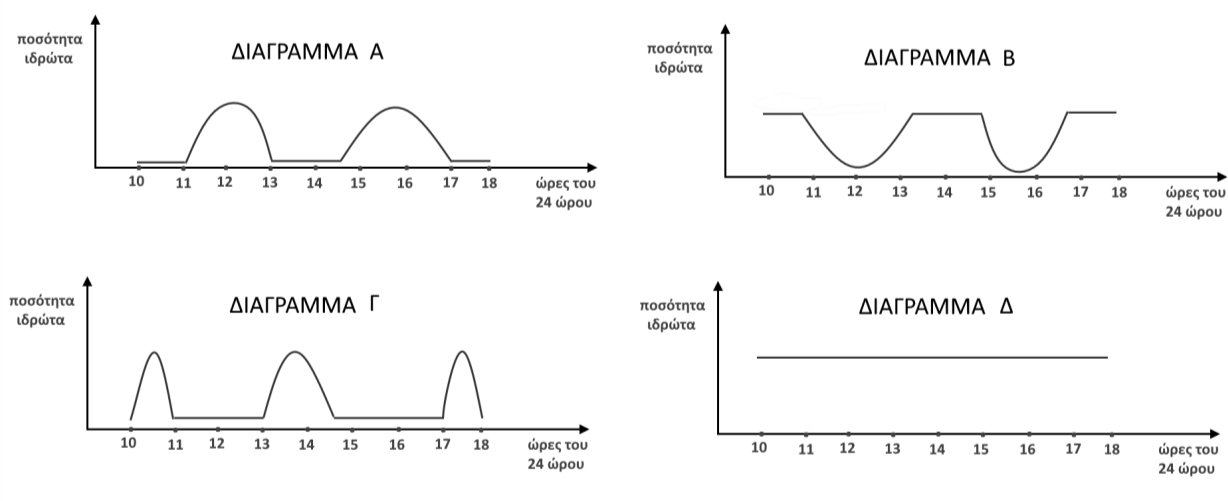 ΔΙΑΓΡΑΜΜΑ Α
ποσότητα
ιδρώτα
10 11 12 13 14 15 16 17 18
ώρες του
24 ώρου
ΔΙΑΓΡΑΜΜΑ Β
ποσότητα
ιδρώτα
10 11 12 13 14 15 16 17 18
ώρες του
24 ώρου
ΔΙΑΓΡΑΜΜΑ Γ
ποσότητα
ιδρώτα
10 11 12 13 14 15 16 17 18
ώρες του
24 ώρου
ΔΙΑΓΡΑΜΜΑ Δ
ποσότητα
ιδρώτα
10 11 12 13 14 15 16 17 18
ώρες του
24 ώρου